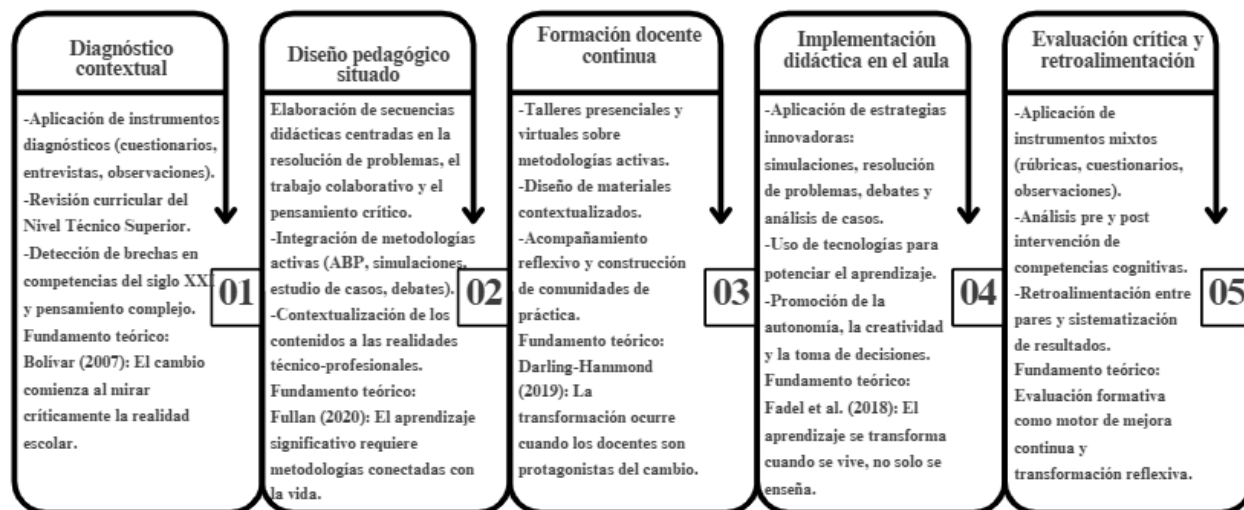 Diagnóstico
contextual
-Aplicación de instrumentos
diagnósticos (cuestionarios,
entrevistas, observaciones).
-Revisión curricular del
Nivel Técnico Superior.
-Detección de brechas en
competencias del siglo XXI
y pensamiento complejo.
Fundamento teórico:
Bolívar (2007): El cambio
comienza al mirar
críticamente la realidad
escolar.
01
Diseño pedagógico
situado
Elaboración de secuencias
didácticas centradas en la
resolución de problemas, el
trabajo colaborativo y el
pensamiento crítico.
-Integración de metodologías
activas (ABP, simulaciones,
estudio de casos, debates).
-Contextualización de los
contenidos a las realidades
técnico-profesionales.
Fundamento teórico:
Fullan (2020): El aprendizaje
significativo requiere
metodologías conectadas con
la vida.
02
Formación docente
continua
-Talleres presenciales y
virtuales sobre
metodologías activas.
-Diseño de materiales
contextualizados.
-Acompañamiento
reflexivo y construcción
de comunidades de
práctica.
Fundamento teórico:
Darling-Hammond
(2019): La
transformación ocurre
cuando los docentes son
protagonistas del cambio.
03
Implementación
didáctica en el aula
-Aplicación de estrategias
innovadoras:
simulaciones, resolución
de problemas, debates y
análisis de casos.
-Uso de tecnologías para
potenciar el aprendizaje.
-Promoción de la
autonomía, la creatividad
y la toma de decisiones.
Fundamento teórico:
Fadel et al. (2018): El
aprendizaje se transforma
cuando se vive, no solo se
enseña.
04
Evaluación crítica y
retroalimentación
-Aplicación de
instrumentos mixtos
(rúbricas, cuestionarios,
observaciones).
-Análisis pre y post
intervención de
competencias cognitivas.
-Retroalimentación entre
pares y sistematización
de resultados.
Fundamento teórico:
Evaluación formativa
como motor de mejora
continua y
transformación reflexiva.
05